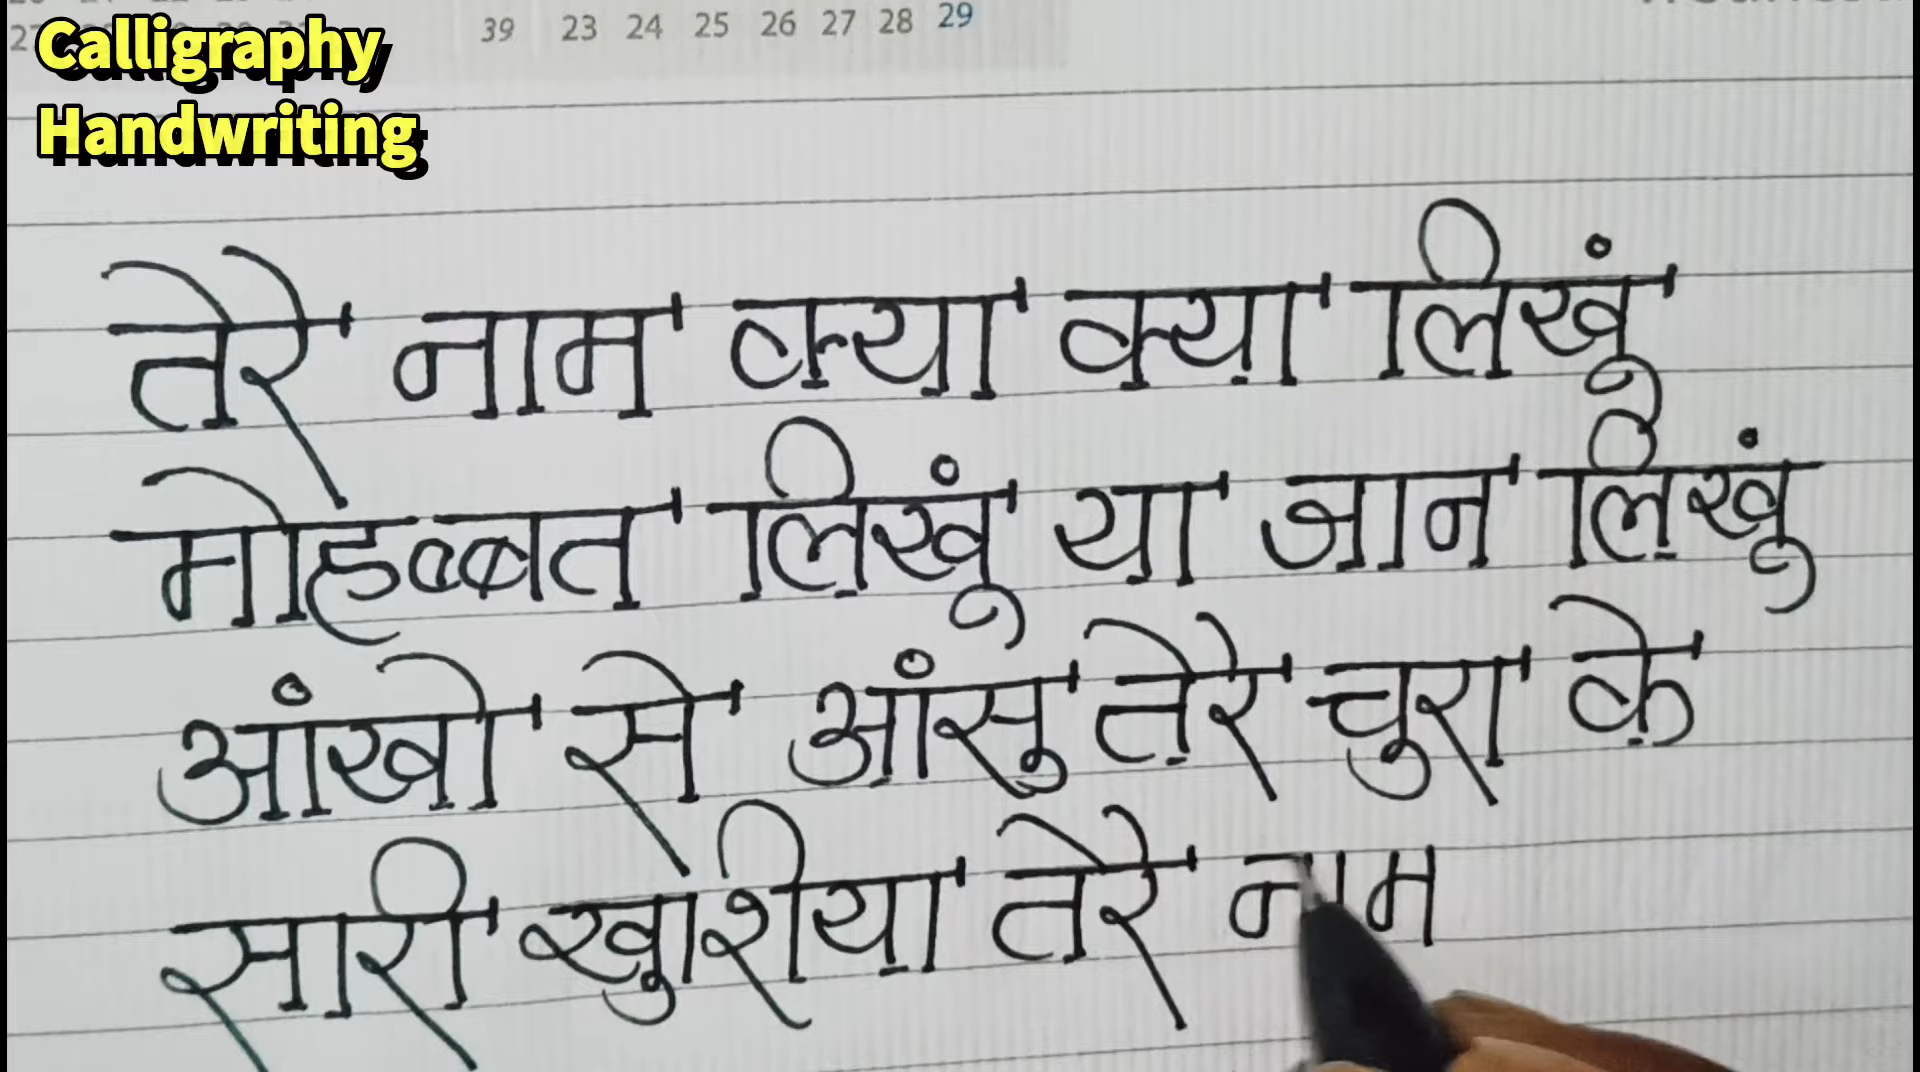 39 23 24 25 26 27 28 29
Calligraphy
Handwriting
तेरे नाम क्या क्या लिखूं
मोहब्बत लिखूं या जान लिखूं
आंखो से आंसु तेरे चुरा के
सारी खुाशीया तेरे नाम